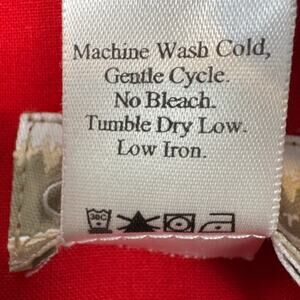 Machine Wash Cold,
Gentle Cycle.
No Bleach.
Tumble Dry Low.
Low Iron.
30C